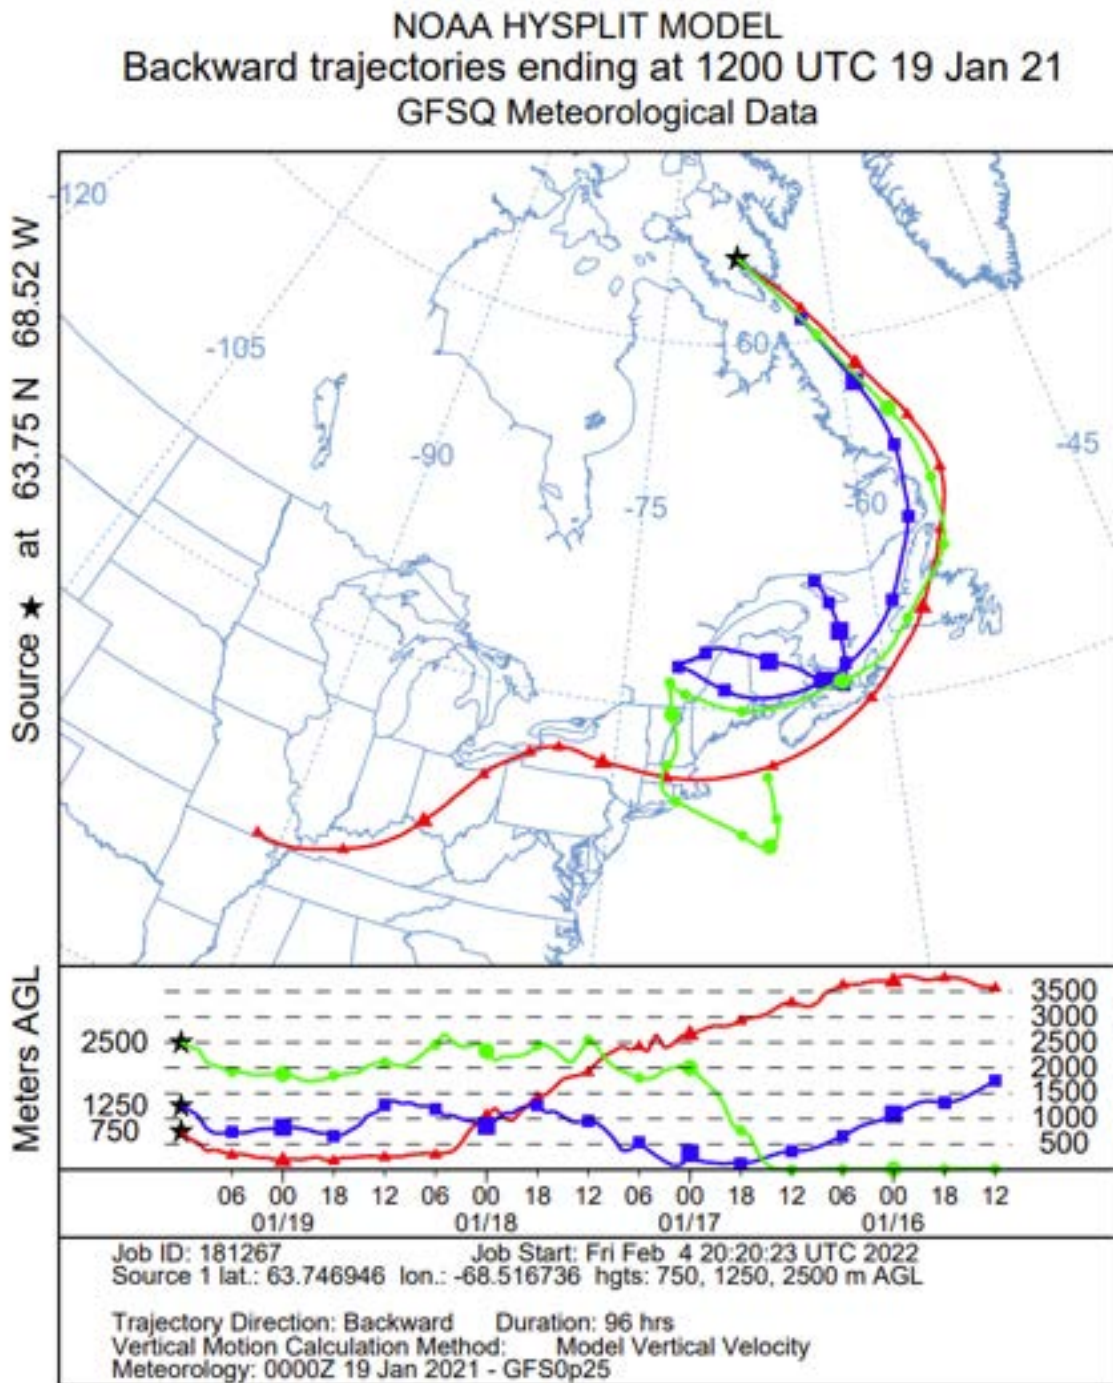 NOAA HYSPLIT MODEL
Backward trajectories ending at 1200 UTC 19 Jan 21
GFSQ Meteorological Data
Source ★ at 63.75 N 68.52 W
-120
-105
-90
-75
60
-60
-45
Meters AGL
2500
1250
750
3500
3000
2500
2000
1500
1000
500
06 00 18 12 06 00 18 12 06 00 18 12 06 00 18 12
01/19 01/18 01/17 01/16
Job ID: 181267 Job Start: Fri Feb 4 20:20:23 UTC 2022
Source 1 lat.: 63.746946 lon.: -68.516736 hgts: 750, 1250, 2500 m AGL
Trajectory Direction: Backward Duration: 96 hrs
Vertical Motion Calculation Method: Model Vertical Velocity
Meteorology: 0000Z 19 Jan 2021 - GFS0p25